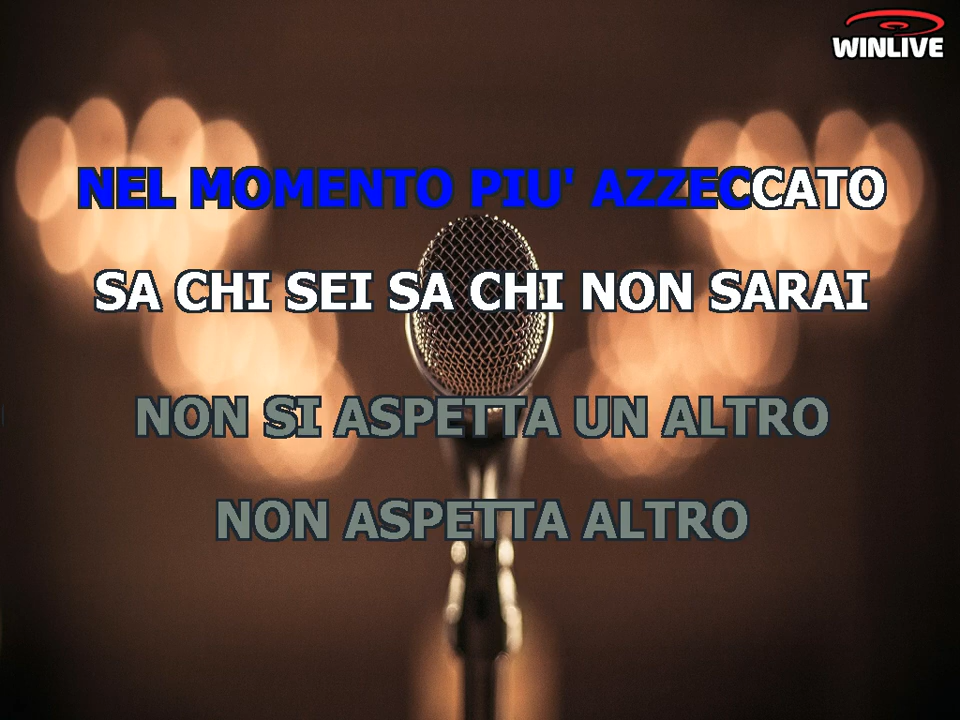 WINLIVE
NEL MOMENTO PIU' AZZECCATO
SA CHI SEI SA CHI NON SARAI
NON SI ASPETTA UN ALTRO
NON ASPETTA ALTRO